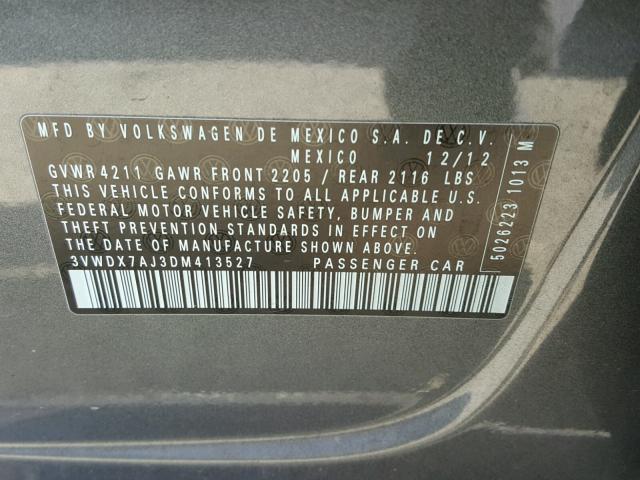 MFD BY VOLKSWAGEN DE MEXICO S.A. DE C.V.
MEXICO 12/12
GVWR 4211 GAWR FRONT 2205 / REAR 2116 LBS
THIS VEHICLE CONFORMS TO ALL APPLICABLE U.S.
FEDERAL MOTOR VEHICLE SAFETY, BUMPER AND
THEFT PREVENTION STANDARDS IN EFFECT ON
THE DATE OF MANUFACTURE SHOWN ABOVE.
3VWDX7AJ3DM413527 PASSENGER CAR
5026223 1013 M